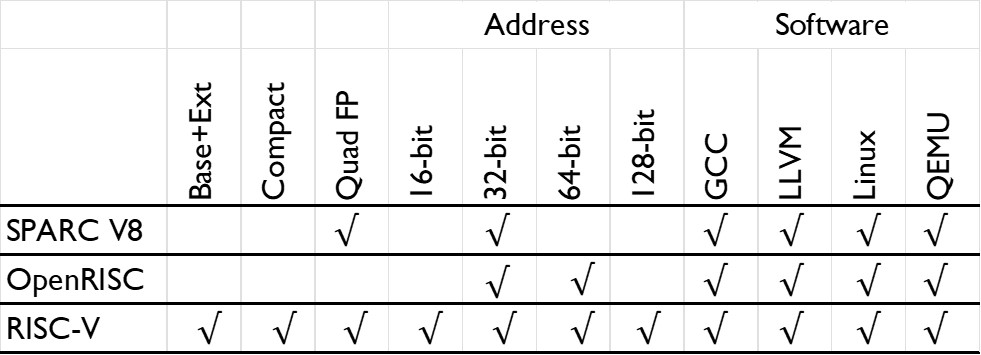 Address Software
Base+Ext Compact Quad FP 16-bit 32-bit 64-bit 128-bit GCC LLVM Linux QEMU
SPARC V8 √ √ √ √ √ √
OpenRISC √ √ √ √ √ √
RISC-V √ √ √ √ √ √ √ √ √ √ √